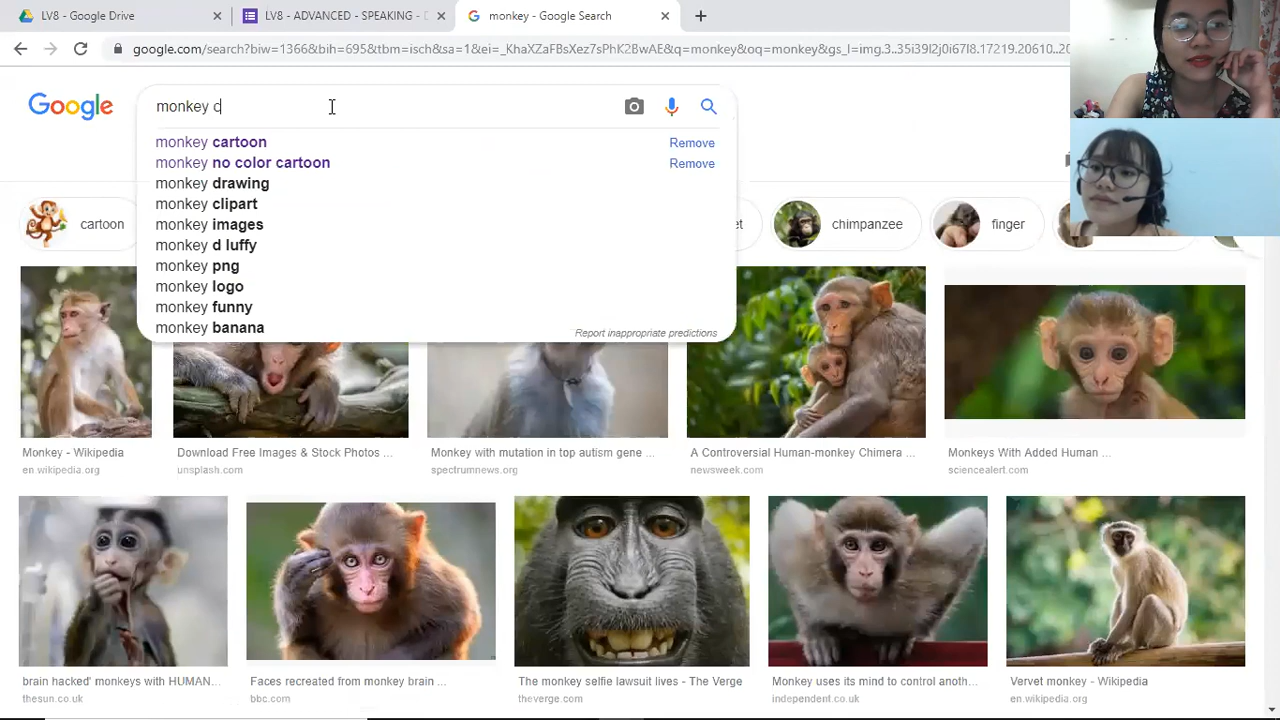 LV8 - Google Drive
LV8 - ADVANCED - SPEAKING -
monkey - Google Search
google.com/search?biw=1366&bih=695&tbm=isch&sa=1&ei=_KhaXZaFBsXez7sPhK2BwAE&q=monkey&oq=monkey&gs_l=img.3..35i39l2j0i67l8.17219.20610..
Google
monkey c
monkey cartoon
Remove
monkey no color cartoon
Remove
monkey drawing
monkey clipart
monkey images
monkey d luffy
monkey png
monkey logo
monkey funny
monkey banana
Report inappropriate predictions
cartoon
et
chimpanzee
finger
Monkey - Wikipedia
en.wikipedia.org
Download Free Images & Stock Photos ...
unsplash.com
Monkey with mutation in top autism gene ...
spectrumnews.org
A Controversial Human-monkey Chimera ...
newsweek.com
Monkeys With Added Human ...
sciencealert.com
brain hacked' monkeys with HUMAN...
thesun.co.uk
Faces recreated from monkey brain ...
bbc.com
The monkey selfie lawsuit lives - The Verge
theverge.com
Monkey uses its mind to control anoth...
independent.co.uk
Vervet monkey - Wikipedia
en.wikipedia.org